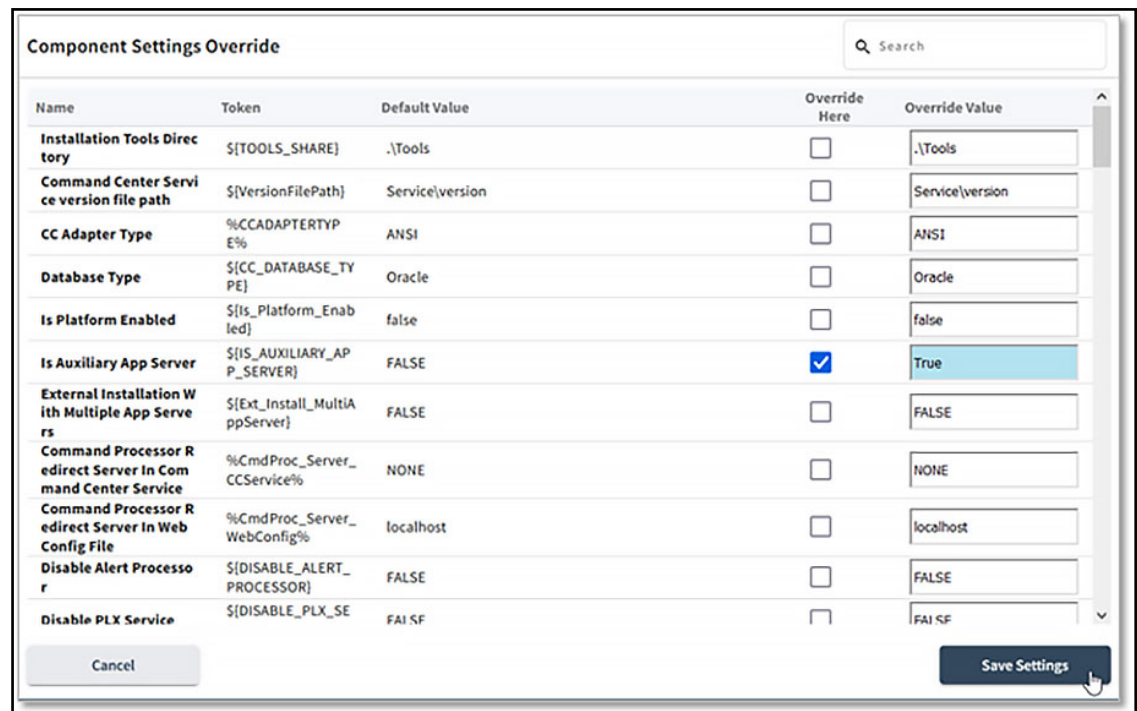 Component Settings Override
Search
Name Token Default Value Override Here Override Value
Installation Tools Direc
tory
${TOOLS_SHARE} .\Tools .\Tools
Command Center Servi
ce version file path
${VersionFilePath} Service\version Service\version
CC Adapter Type
%CCADAPTERTYP
E%
ANSI ANSI
Database Type
${CC_DATABASE_TY
PE}
Oracle Oracle
Is Platform Enabled
${Is_Platform_Enab
led}
false false
Is Auxiliary App Server
${IS_AUXILIARY_AP
P_SERVER}
FALSE True
External Installation W
ith Multiple App Serve
rs
${Ext_Install_MultiA
ppServer}
FALSE FALSE
Command Processor R
edirect Server In Com
mand Center Service
%CmdProc_Server_
CCService%
NONE NONE
Command Processor R
edirect Server In Web
Config File
%CmdProc_Server_
WebConfig%
localhost localhost
Disable Alert Processo
r
${DISABLE_ALERT_
PROCESSOR}
FALSE FALSE
Disable PLX Service
${DISABLE_PLX_SE
FALSE FALSE
Cancel Save Settings